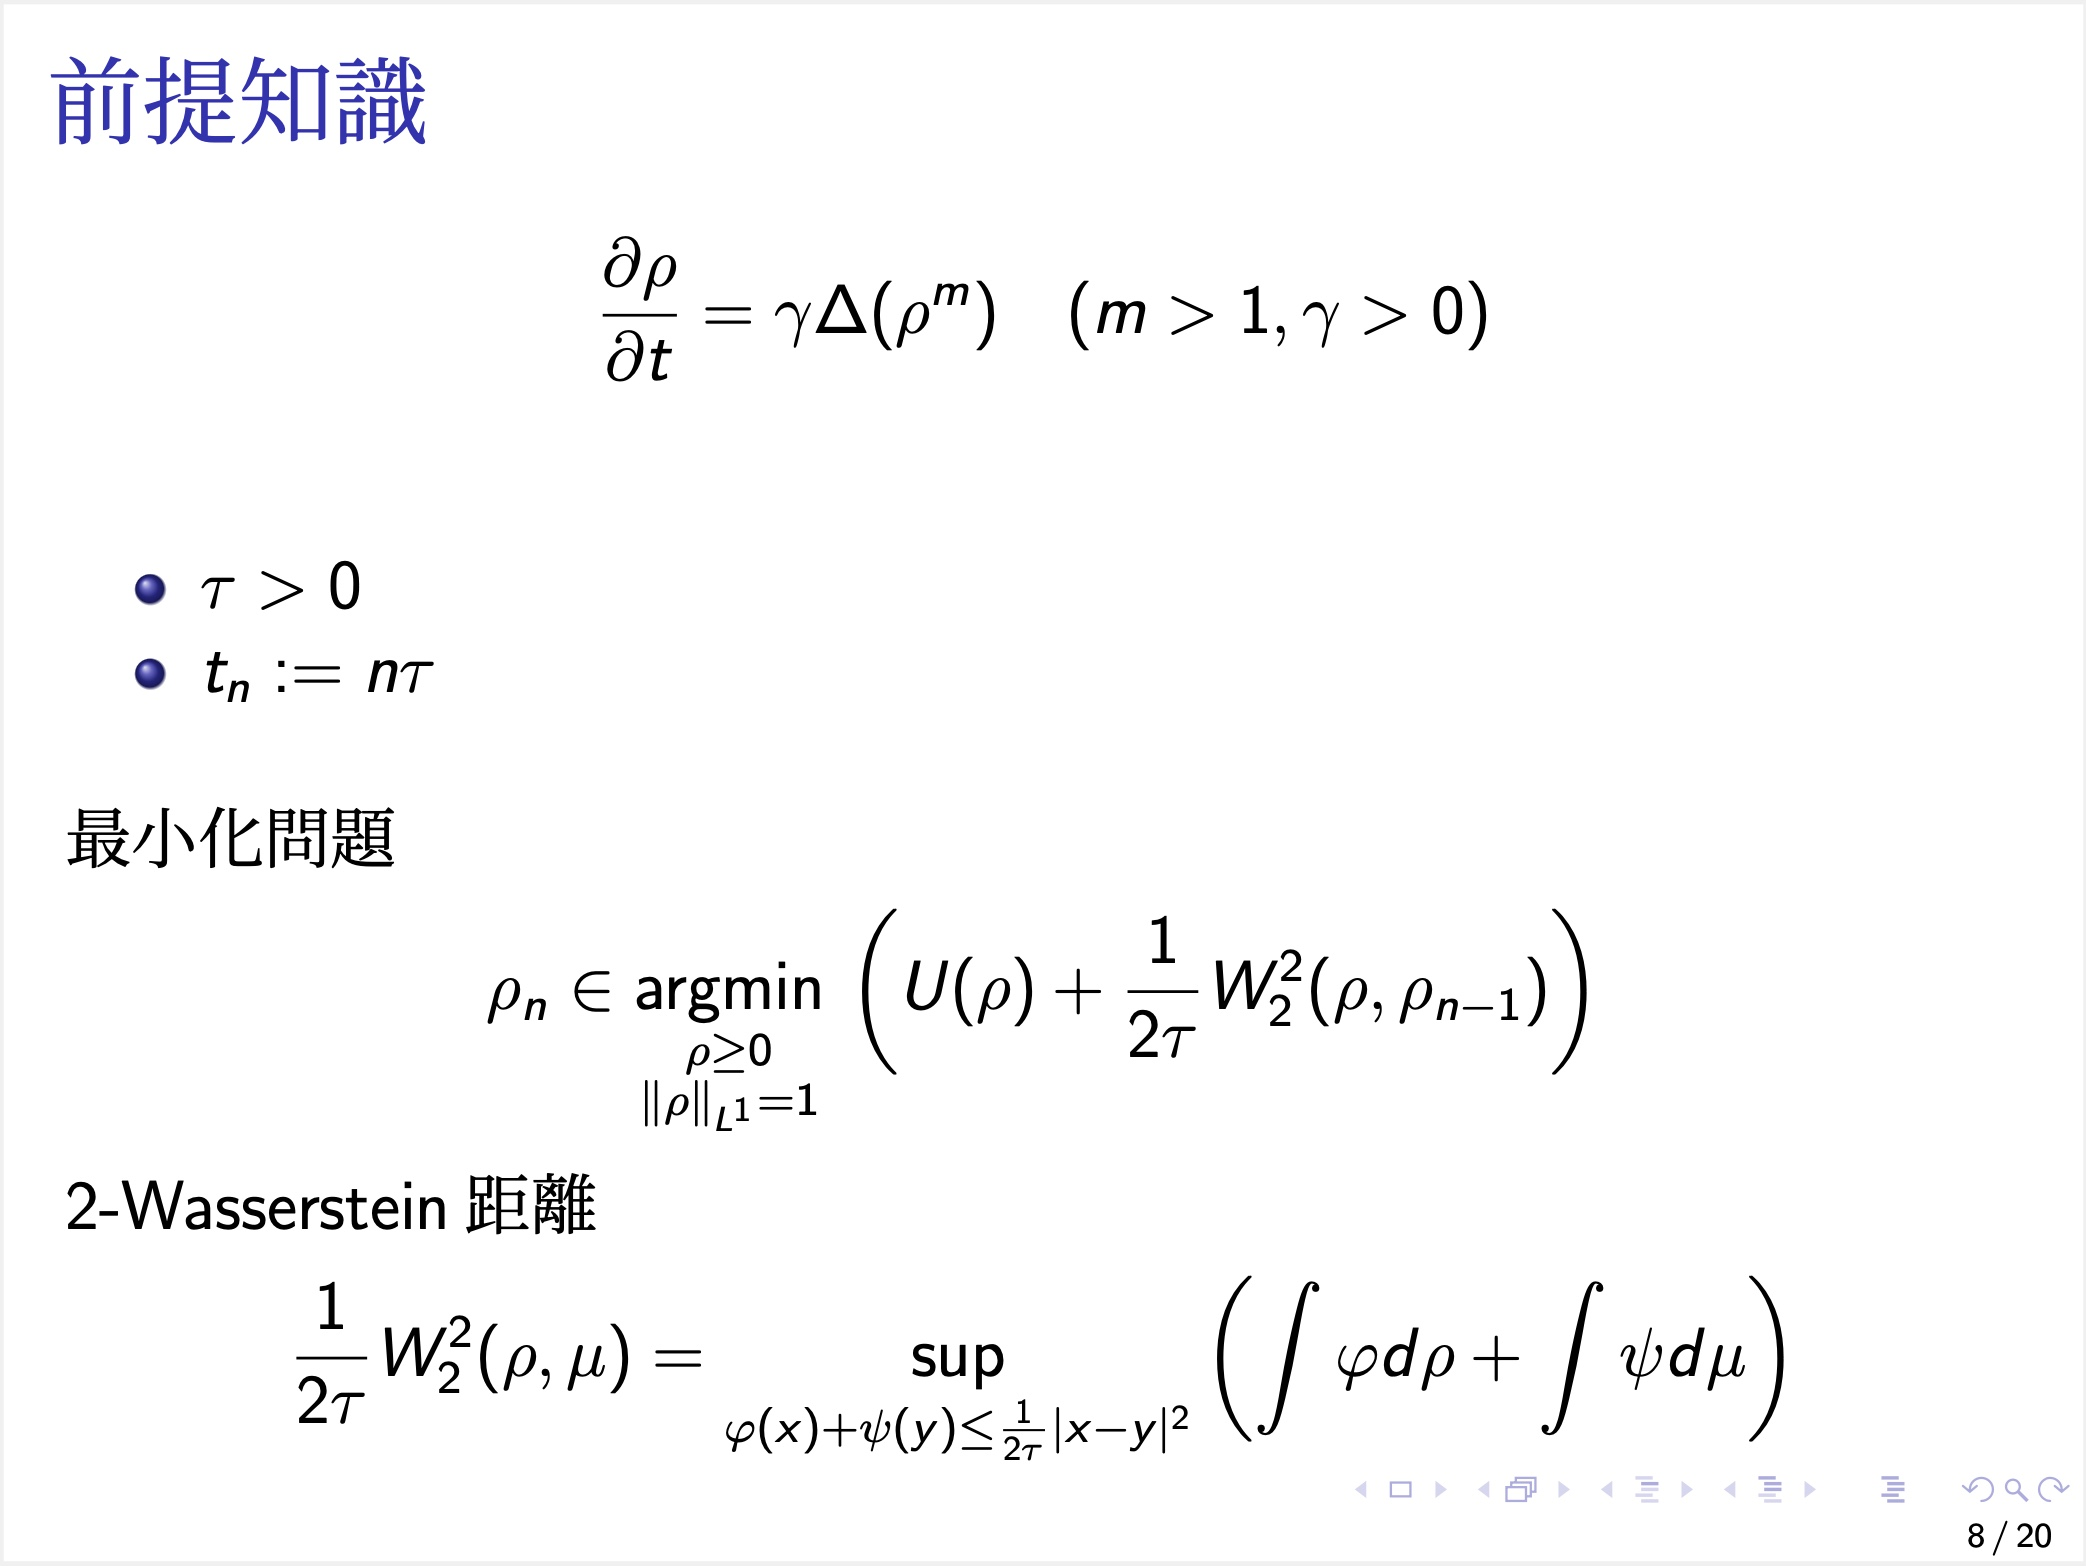 前提知識
∂ρ/∂t = γΔ(ρ^m) (m > 1, γ > 0)
τ > 0
t_n := nτ
最小化問題
ρ_n ∈ argmin_{ρ≥0, ‖ρ‖_{L^1}=1} ( U(ρ) + 1/2τ W_2^2(ρ, ρ_{n−1}) )
2-Wasserstein 距離
1/2τ W_2^2(ρ, μ) = sup_{φ(x)+ψ(y)≤1/2τ|x−y|^2} ( ∫ φdρ + ∫ ψdμ )
8 / 20